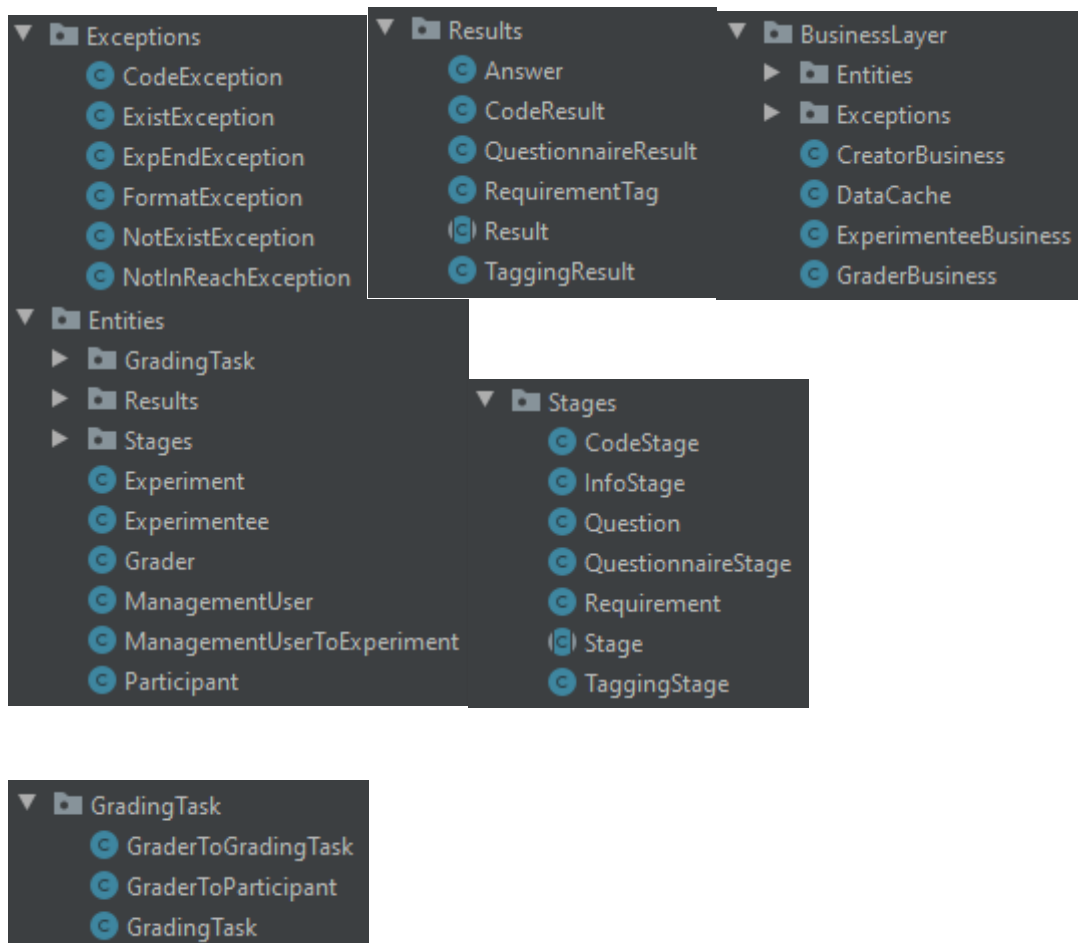 Exceptions
CodeException
ExistException
ExpEndException
FormatException
NotExistException
NotInReachException
Results
Answer
CodeResult
QuestionnaireResult
RequirementTag
Result
TaggingResult
BusinessLayer
Entities
Exceptions
CreatorBusiness
DataCache
ExperimenteeBusiness
GraderBusiness
Entities
GradingTask
Results
Stages
Experiment
Experimentee
Grader
ManagementUser
ManagementUserToExperiment
Participant
Stages
CodeStage
InfoStage
Question
QuestionnaireStage
Requirement
Stage
TaggingStage
GradingTask
GraderToGradingTask
GraderToParticipant
GradingTask